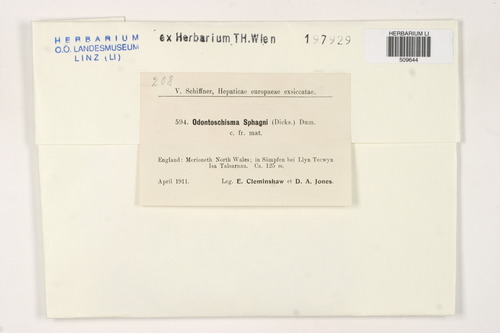 HERBARIUM
O.Ö. LANDESMUSEUM
LINZ (LI)
ex Herbarium TH.Wien
197929
HERBARIUM LI
509644
208
V. Schiffner, Hepaticae europaeae exsiccatae.
594. Odontoschisma Sphagni (Dicks.) Dum.
c. fr. mat.
England: Merioneth North Wales; in Sümpfen bei Llyn Tecwyn
Isa Talsarnau. Ca. 125 m.
April 1911. Leg. E. Cleminshaw et D. A. Jones.